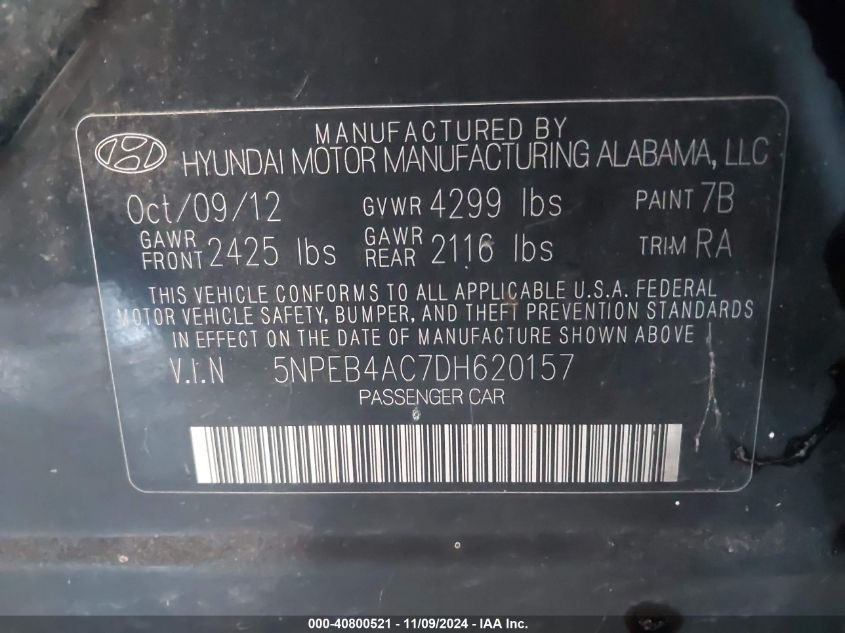 MANUFACTURED BY
HYUNDAI MOTOR MANUFACTURING ALABAMA, LLC
Oct/09/12 GVWR 4299 lbs PAINT 7B
GAWR FRONT 2425 lbs GAWR REAR 2116 lbs TRIM RA
THIS VEHICLE CONFORMS TO ALL APPLICABLE U.S.A. FEDERAL
MOTOR VEHICLE SAFETY, BUMPER, AND THEFT PREVENTION STANDARDS
IN EFFECT ON THE DATE OF MANUFACTURE SHOWN ABOVE
V.I.N 5NPEB4AC7DH620157
PASSENGER CAR
000-40800521 - 11/09/2024 - IAA Inc.